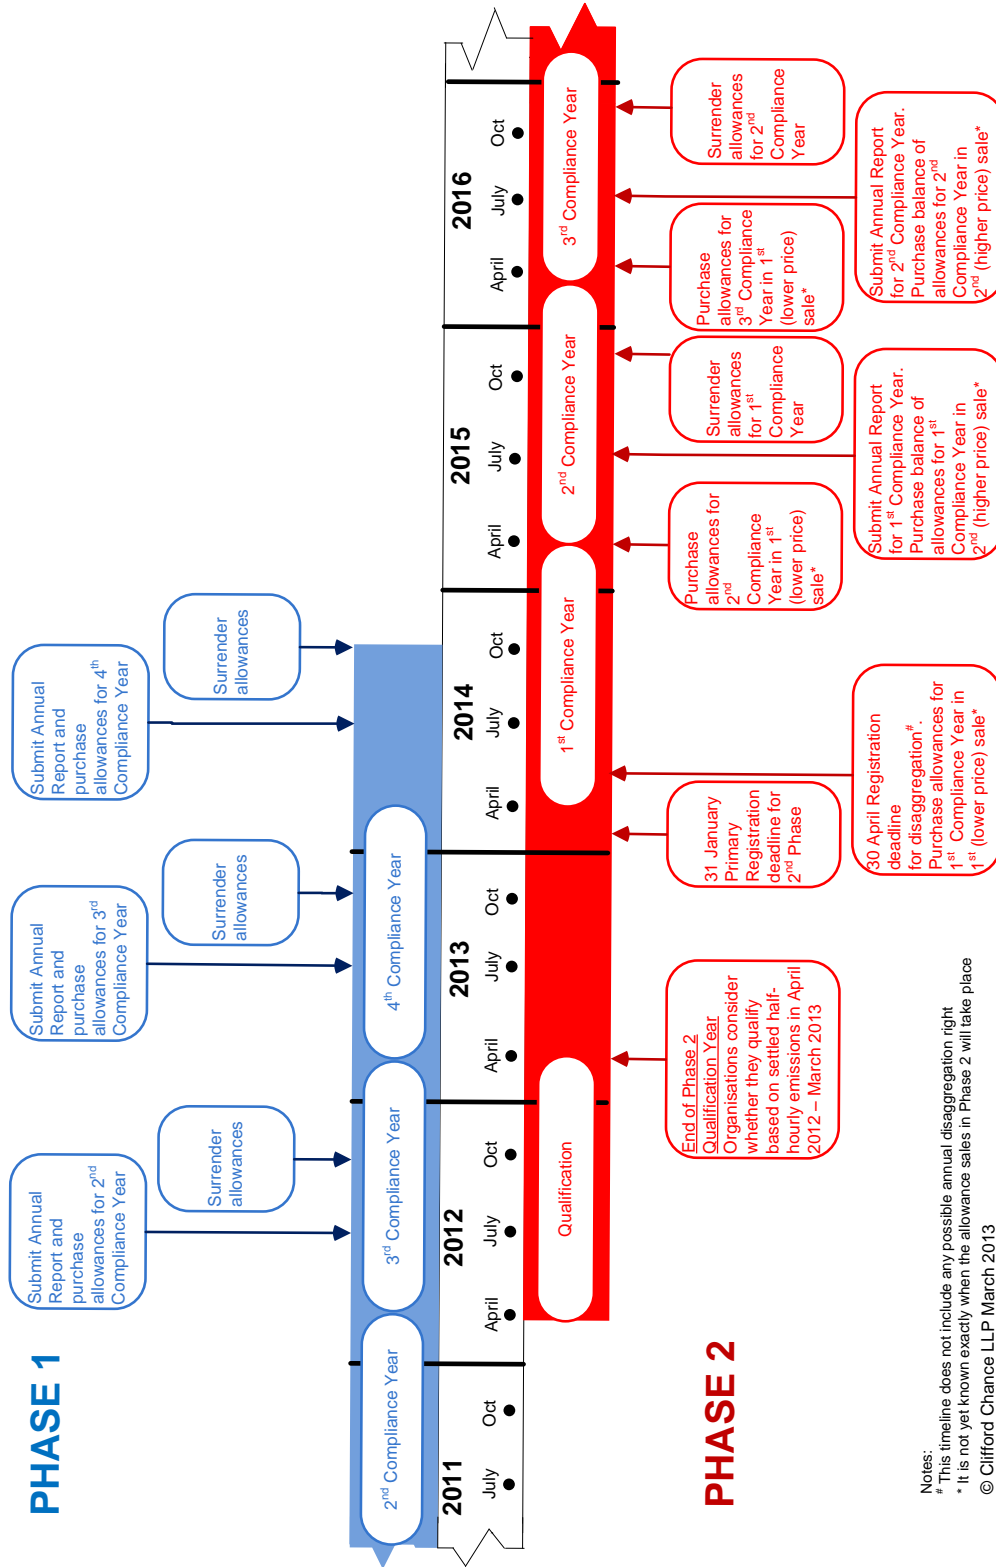 PHASE 1
Submit Annual
Report and
purchase
allowances for 2nd
Compliance Year
Surrender
allowances
Submit Annual
Report and
purchase
allowances for 3rd
Compliance Year
Surrender
allowances
Submit Annual
Report and
purchase
allowances for 4th
Compliance Year
Surrender
allowances
2nd Compliance Year
3rd Compliance Year
4th Compliance Year
2011
July
Oct
2012
April
July
Oct
2013
April
July
Oct
2014
April
July
Oct
2015
April
July
Oct
2016
April
July
Oct
Qualification
1st Compliance Year
2nd Compliance Year
3rd Compliance Year
PHASE 2
End of Phase 2
Qualification Year
Organisations consider
whether they qualify
based on settled half-
hourly emissions in April
2012 – March 2013
31 January
Primary
Registration
deadline for
2nd Phase
30 April Registration
deadline
for disaggregation#.
Purchase allowances for
1st Compliance Year in
1st (lower price) sale*
Purchase
allowances for
2nd
Compliance
Year in 1st
(lower price)
sale*
Submit Annual Report
for 1st Compliance Year.
Purchase balance of
allowances for 1st
Compliance Year in
2nd (higher price) sale*
Surrender
allowances
for 1st
Compliance
Year
Purchase
allowances for
3rd Compliance
Year in 1st
(lower price)
sale*
Submit Annual Report
for 2nd Compliance Year.
Purchase balance of
allowances for 2nd
Compliance Year in
2nd (higher price) sale*
Surrender
allowances
for 2nd
Compliance
Year
Notes:
# This timeline does not include any possible annual disaggregation right
* It is not yet known exactly when the allowance sales in Phase 2 will take place
© Clifford Chance LLP March 2013